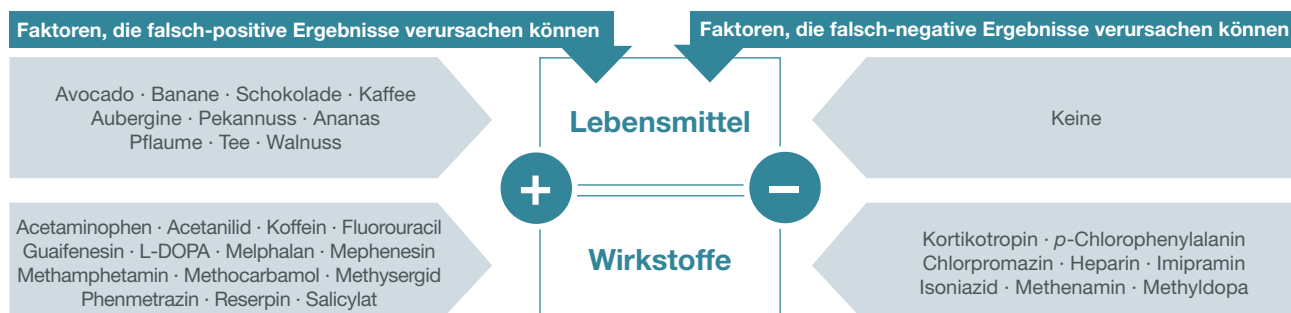 Faktoren, die falsch-positive Ergebnisse verursachen können
Faktoren, die falsch-negative Ergebnisse verursachen können
Avocado · Banane · Schokolade · Kaffee
Aubergine · Pekannuss · Ananas
Pflaume · Tee · Walnuss
Lebensmittel
Keine
+
−
Acetaminophen · Acetanilid · Koffein · Fluorouracil
Guaifenesin · L-DOPA · Melphalan · Mephenesin
Methamphetamin · Methocarbamol · Methysergid
Phenmetrazin · Reserpin · Salicylat
Wirkstoffe
Kortikotropin · p-Chlorophenylalanin
Chlorpromazin · Heparin · Imipramin
Isoniazid · Methenamin · Methyldopa